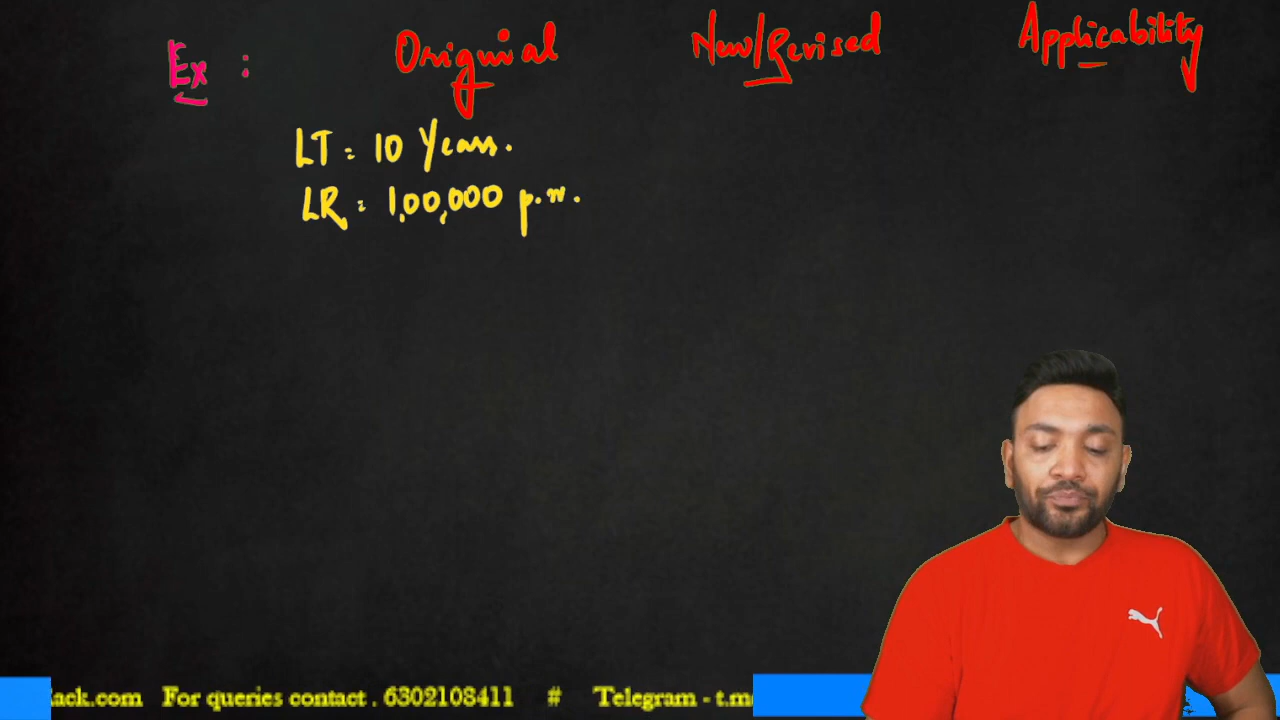 Ex : Original New/Revised Applicability
LT = 10 Years.
LR = 1,00,000 p.m.
ack.com For queries contact . 6302108411 # Telegram - t.m